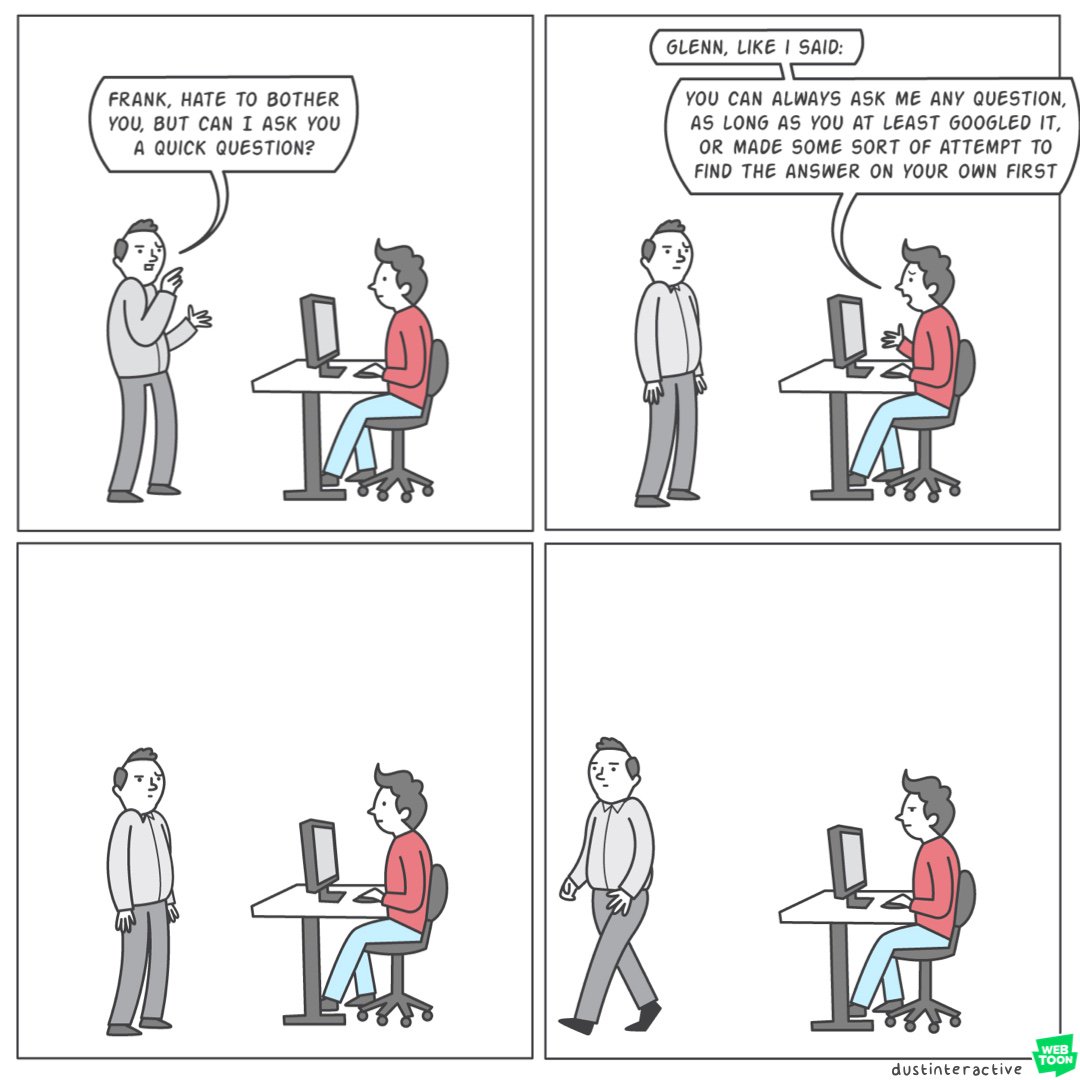 FRANK, HATE TO BOTHER
YOU, BUT CAN I ASK YOU
A QUICK QUESTION?
GLENN, LIKE I SAID:
YOU CAN ALWAYS ASK ME ANY QUESTION,
AS LONG AS YOU AT LEAST GOOGLED IT,
OR MADE SOME SORT OF ATTEMPT TO
FIND THE ANSWER ON YOUR OWN FIRST
dustinteractive
WEB
TOON